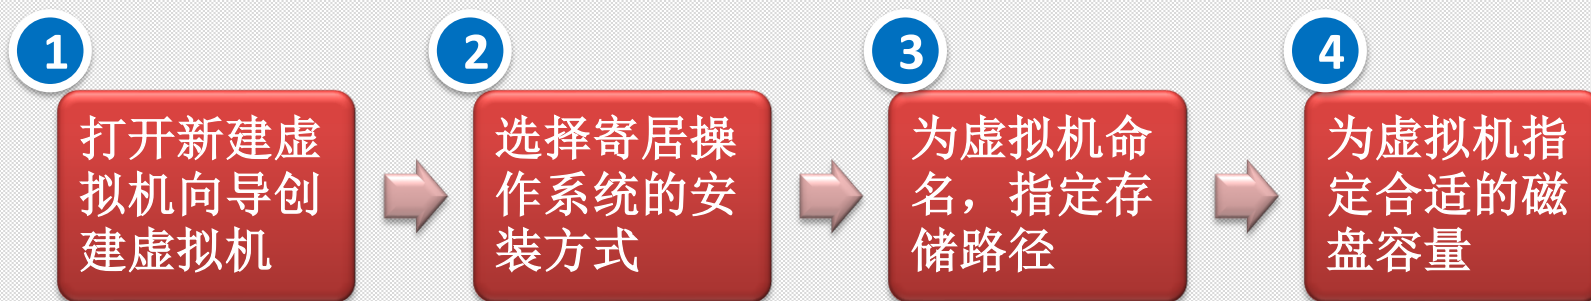 1
打开新建虚
拟机向导创
建虚拟机
2
选择寄居操
作系统的安
装方式
3
为虚拟机命
名，指定存
储路径
4
为虚拟机指
定合适的磁
盘容量